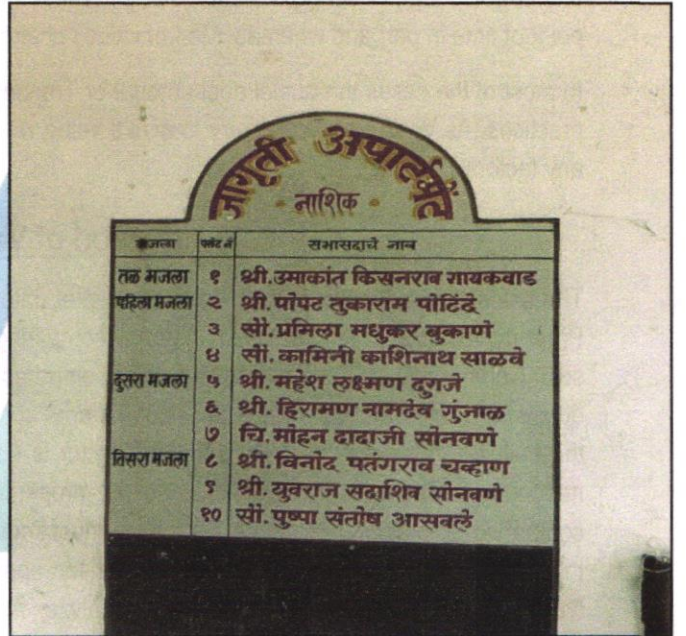 जागृती अपार्टमेंट
नाशिक
मजला फ्लॅट नं सभासदाचे नाव
तळ मजला १ श्री. उमाकांत किसनराव गायकवाड
पहिला मजला २ श्री. पोपट तुकाराम पोटिंदे
३ सौ. प्रमिला मधुकर बुकाणे
४ सौ. कामिनी काशिनाथ साळवे
दुसरा मजला ५ श्री. महेश लक्ष्मण दुगजे
६ श्री. हिरामण नामदेव गुंजाळ
७ चि. मोहन दादाजी सोनवणे
तिसरा मजला ८ श्री. विनोद पतंगराव चव्हाण
९ श्री. युवराज सदाशिव सोनवणे
१० सौ. पुष्पा संतोष आसवले